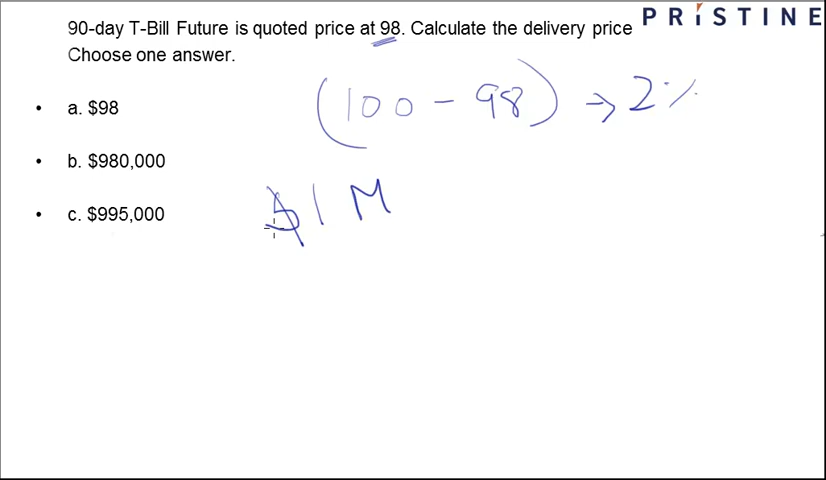 90-day T-Bill Future is quoted price at 98. Calculate the delivery price
PRiSTINE
Choose one answer.
(100 - 98) → 2%
• a. $98
• b. $980,000
$1 M
• c. $995,000